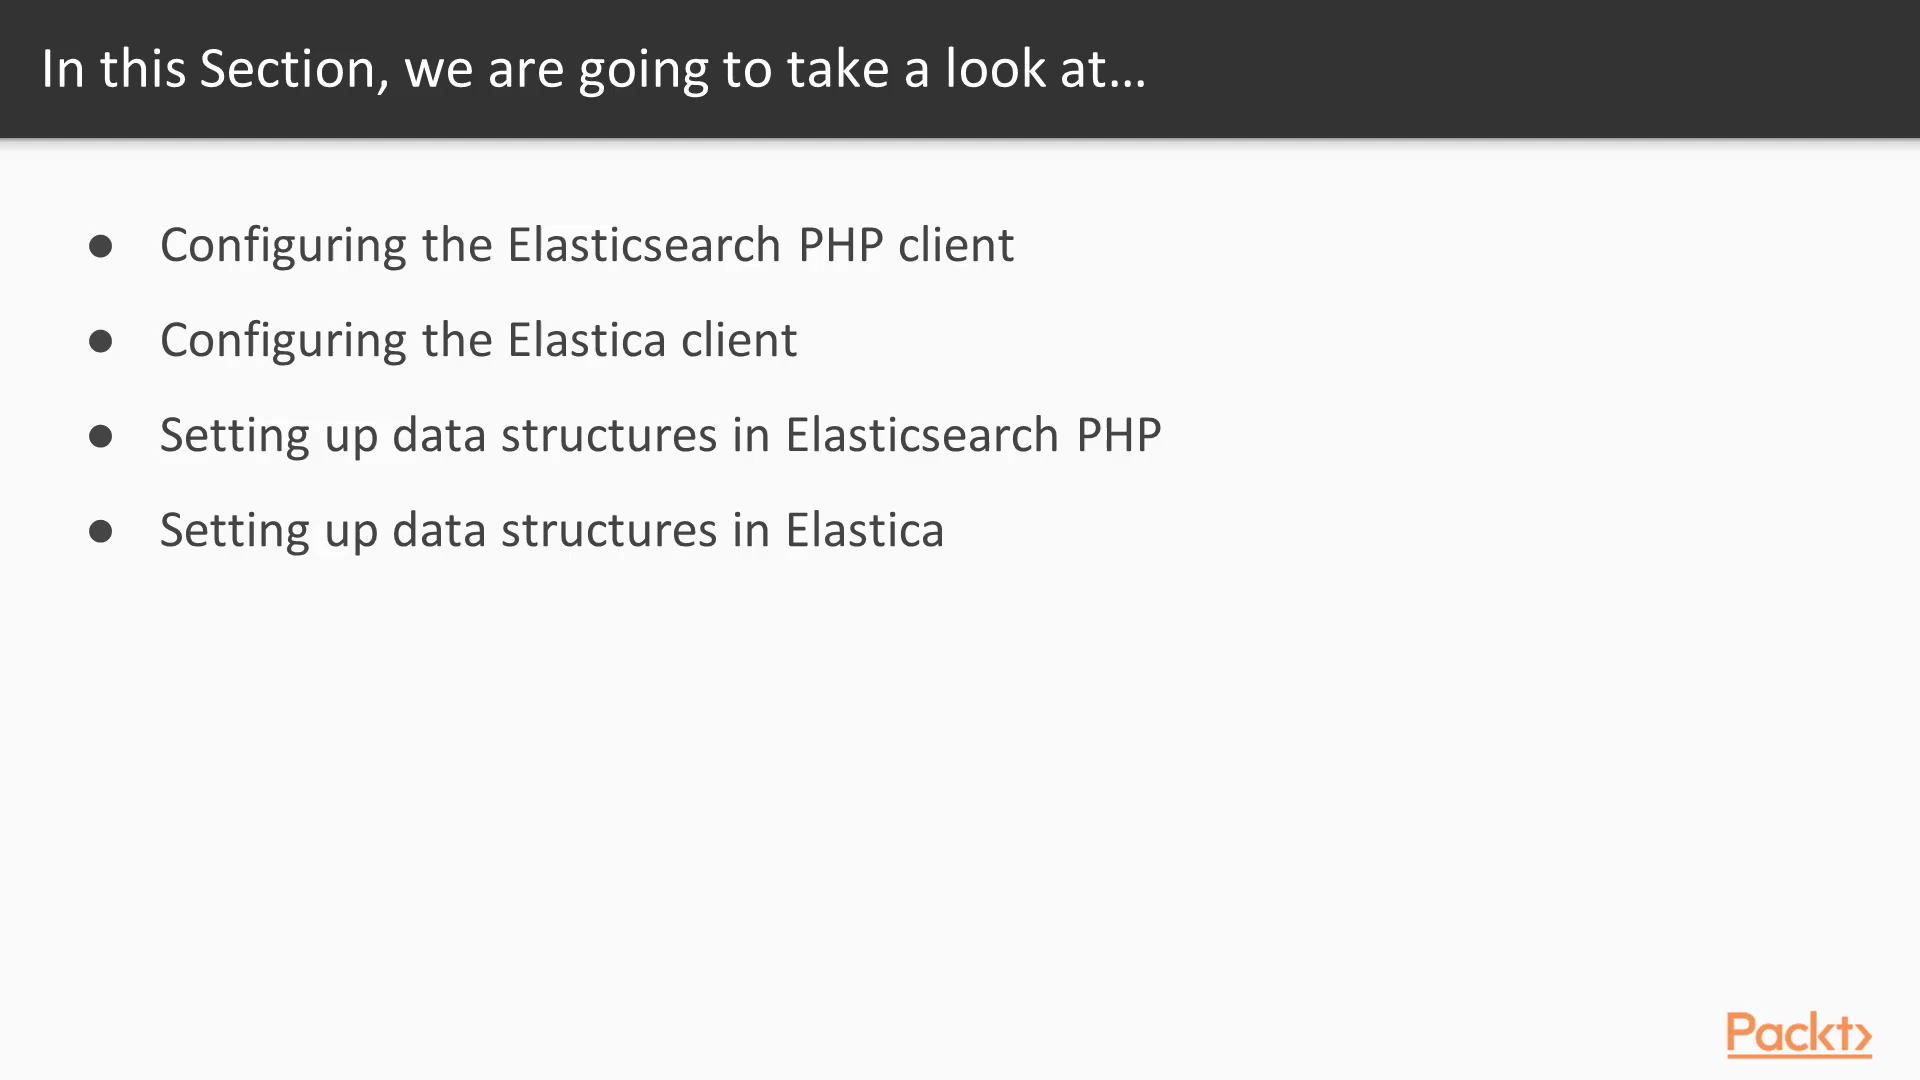 In this Section, we are going to take a look at...
● Configuring the Elasticsearch PHP client
● Configuring the Elastica client
● Setting up data structures in Elasticsearch PHP
● Setting up data structures in Elastica
Packt>